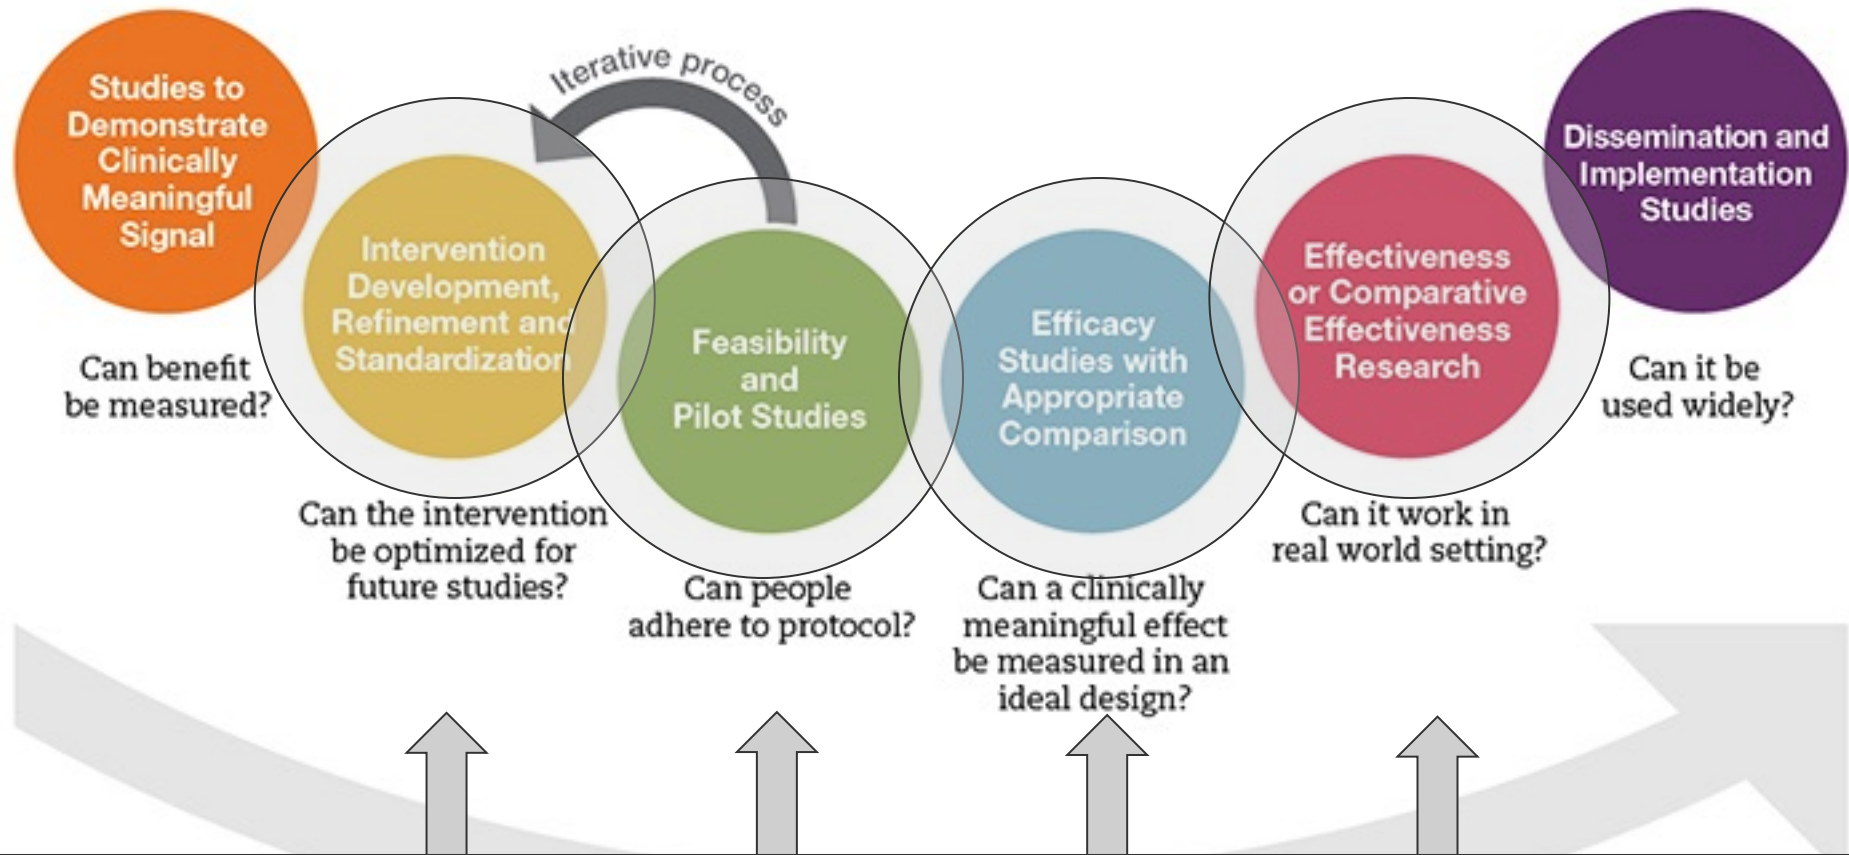 Studies to
Demonstrate
Clinically
Meaningful
Signal
Can benefit
be measured?
Iterative process
Intervention
Development,
Refinement and
Standardization
Can the intervention
be optimized for
future studies?
Feasibility
and
Pilot Studies
Can people
adhere to protocol?
Efficacy
Studies with
Appropriate
Comparison
Can a clinically
meaningful effect
be measured in an
ideal design?
Effectiveness
or Comparative
Effectiveness
Research
Can it work in
real world setting?
Dissemination and
Implementation
Studies
Can it be
used widely?